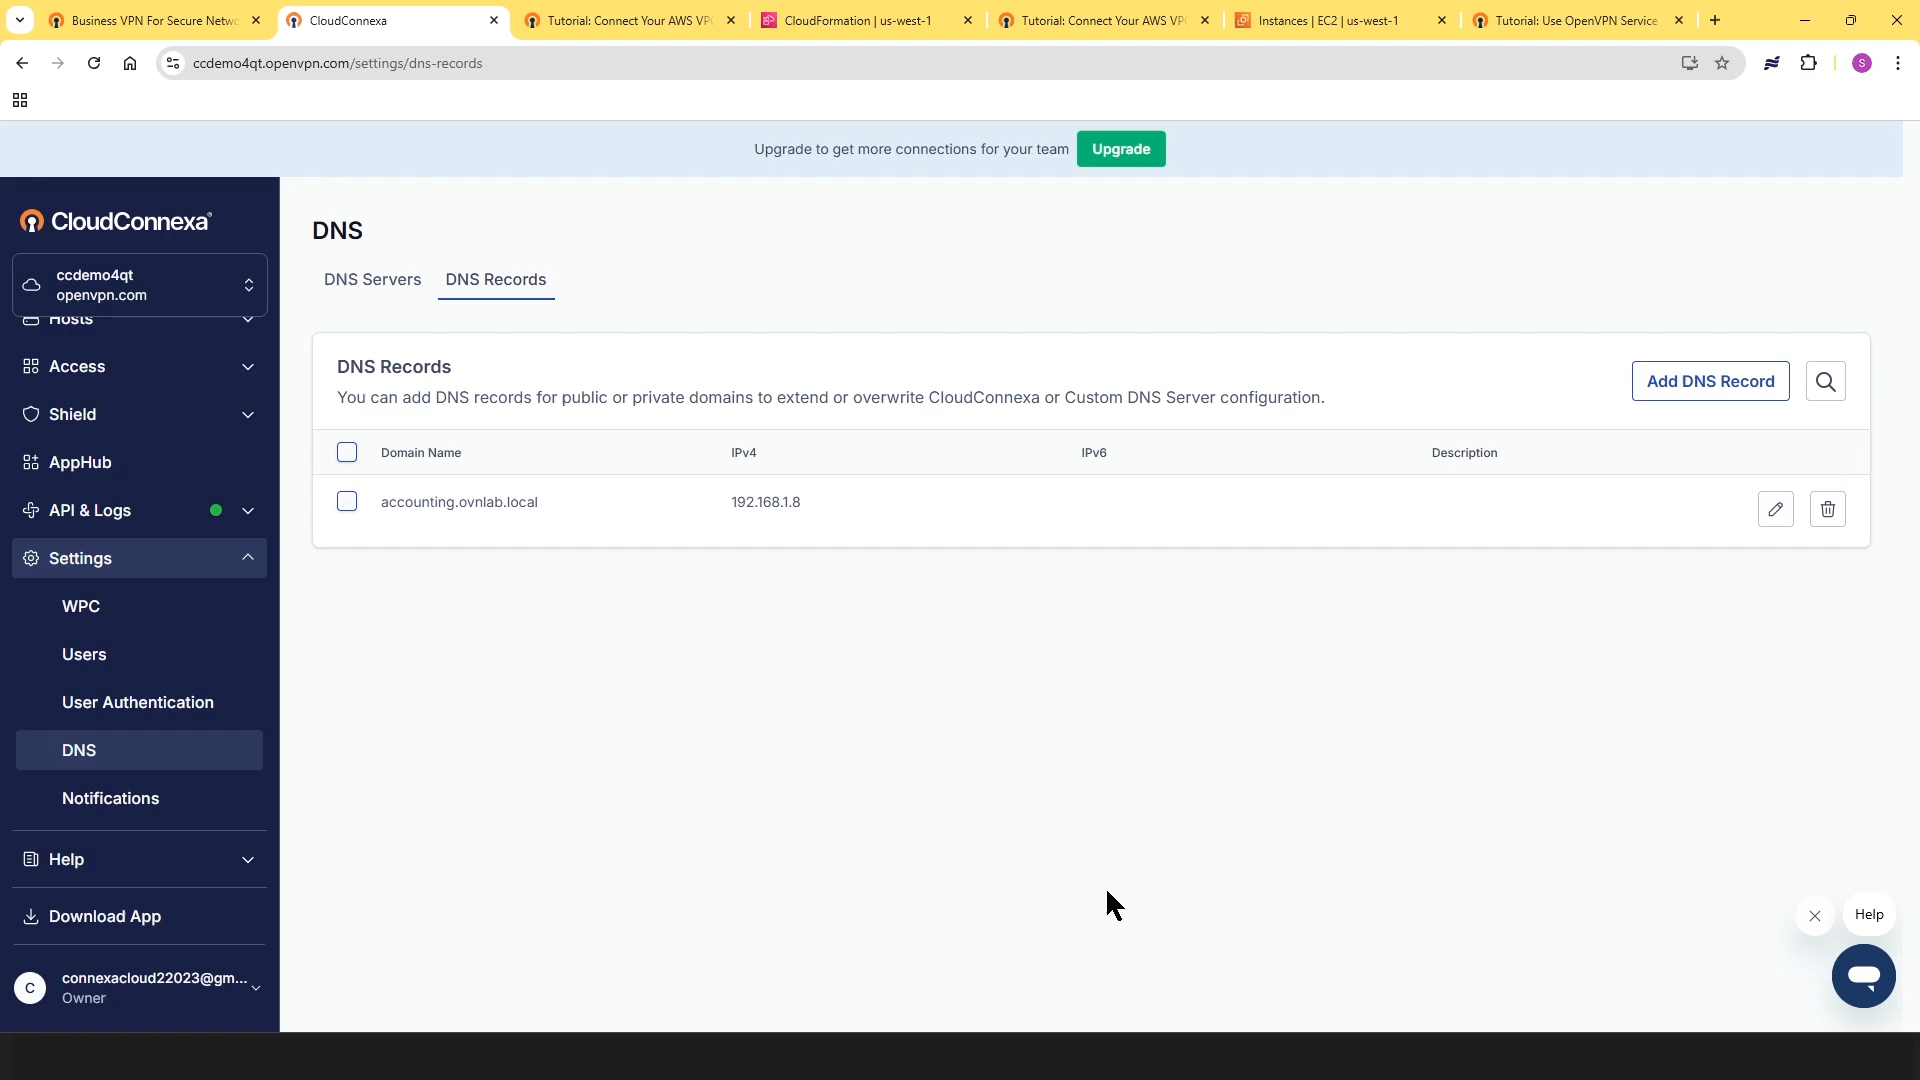 Business VPN For Secure Netwo
CloudConnexa
Tutorial: Connect Your AWS VPC
CloudFormation | us-west-1
Tutorial: Connect Your AWS VPC
Instances | EC2 | us-west-1
Tutorial: Use OpenVPN Service
ccdemo4qt.openvpn.com/settings/dns-records
S
Upgrade to get more connections for your team
Upgrade
CloudConnexa®
ccdemo4qt
openvpn.com
Hosts
Access
Shield
AppHub
API & Logs
Settings
WPC
Users
User Authentication
DNS
Notifications
Help
Download App
C
connexacloud22023@gm...
Owner
DNS
DNS Servers
DNS Records
DNS Records
You can add DNS records for public or private domains to extend or overwrite CloudConnexa or Custom DNS Server configuration.
Add DNS Record
Domain Name
IPv4
IPv6
Description
accounting.ovnlab.local
192.168.1.8
Help